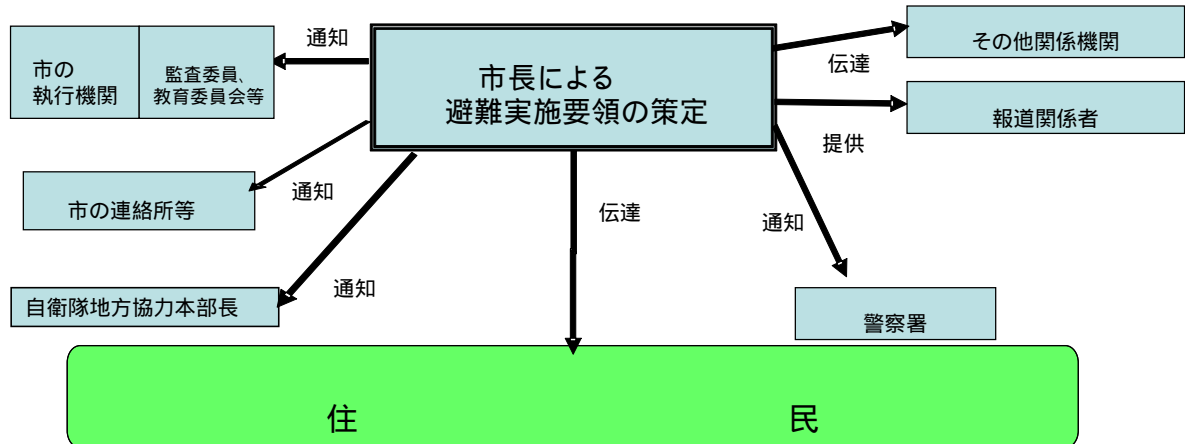 市の
執行機関
監査委員、
教育委員会等
通知
市長による
避難実施要領の策定
その他関係機関
伝達
報道関係者
提供
市の連絡所等
通知
伝達
通知
自衛隊地方協力本部長
通知
警察署
住 民